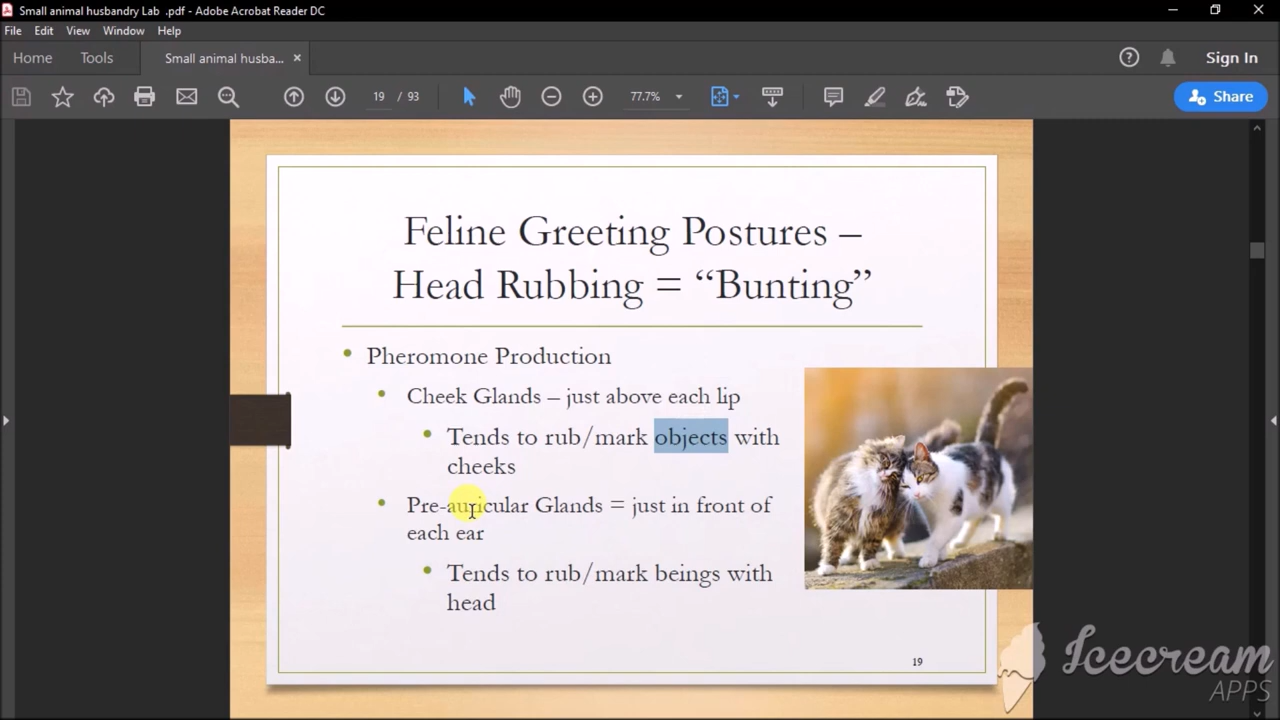 Small animal husbandry Lab .pdf - Adobe Acrobat Reader DC
File Edit View Window Help
Home Tools Small animal husba... × Sign In
19 / 93 77.7% Share
Feline Greeting Postures –
Head Rubbing = “Bunting”
• Pheromone Production
• Cheek Glands – just above each lip
• Tends to rub/mark objects with
cheeks
• Pre-auricular Glands = just in front of
each ear
• Tends to rub/mark beings with
head
19
Icecream
APPS